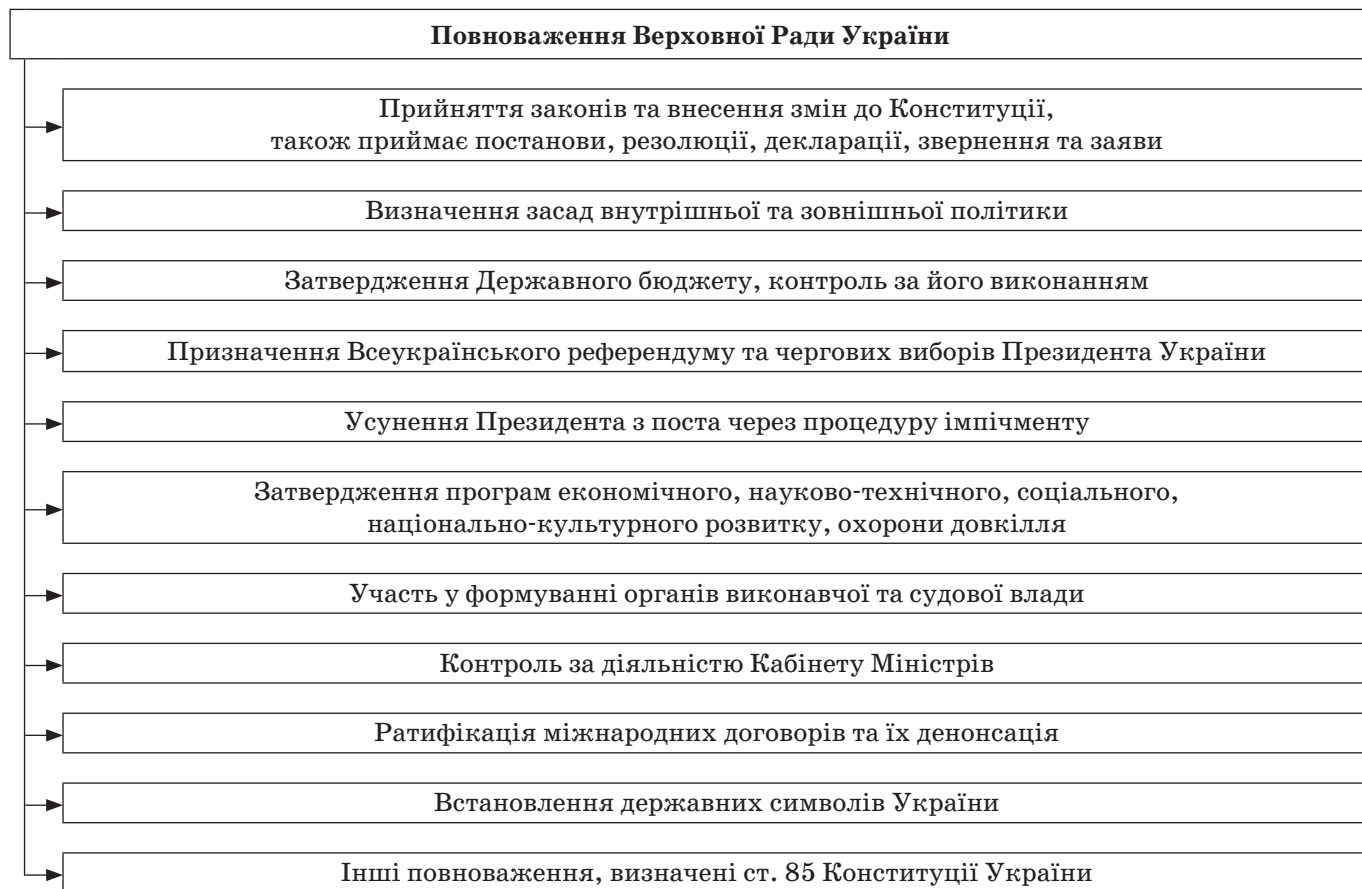 Повноваження Верховної Ради України
Прийняття законів та внесення змін до Конституції,
також приймає постанови, резолюції, декларації, звернення та заяви
Визначення засад внутрішньої та зовнішньої політики
Затвердження Державного бюджету, контроль за його виконанням
Призначення Всеукраїнського референдуму та чергових виборів Президента України
Усунення Президента з поста через процедуру імпічменту
Затвердження програм економічного, науково-технічного, соціального,
національно-культурного розвитку, охорони довкілля
Участь у формуванні органів виконавчої та судової влади
Контроль за діяльністю Кабінету Міністрів
Ратифікація міжнародних договорів та їх денонсація
Встановлення державних символів України
Інші повноваження, визначені ст. 85 Конституції України